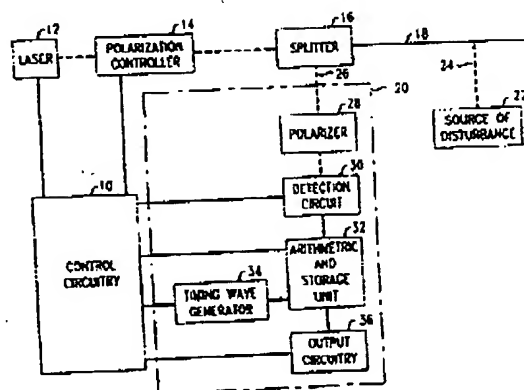 12
14
16
LASER
POLARIZATION
CONTROLLER
SPLITTER
18
26
20
24
22
28
POLARIZER
SOURCE OF
DISTURBANCE
30
DETECTION
CIRCUIT
10
32
CONTROL
CIRCUITRY
34
ARITHMETRIC
AND
STORAGE
UNIT
TIMING WAVE
GENERATOR
36
OUTPUT
CIRCUITRY